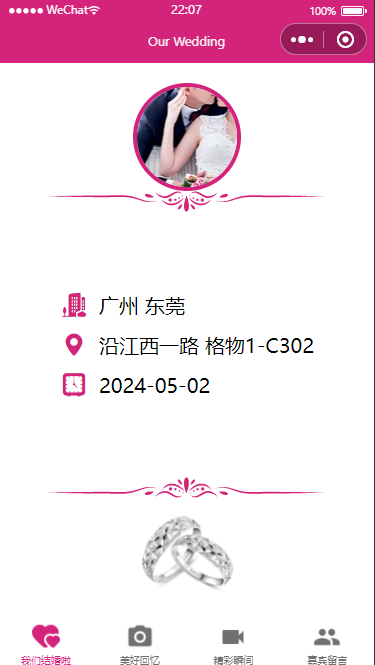 WeChat
22:07
100%
Our Wedding
广州 东莞
沿江西一路 格物1-C302
2024-05-02
我们结婚啦
美好回忆
精彩瞬间
嘉宾留言